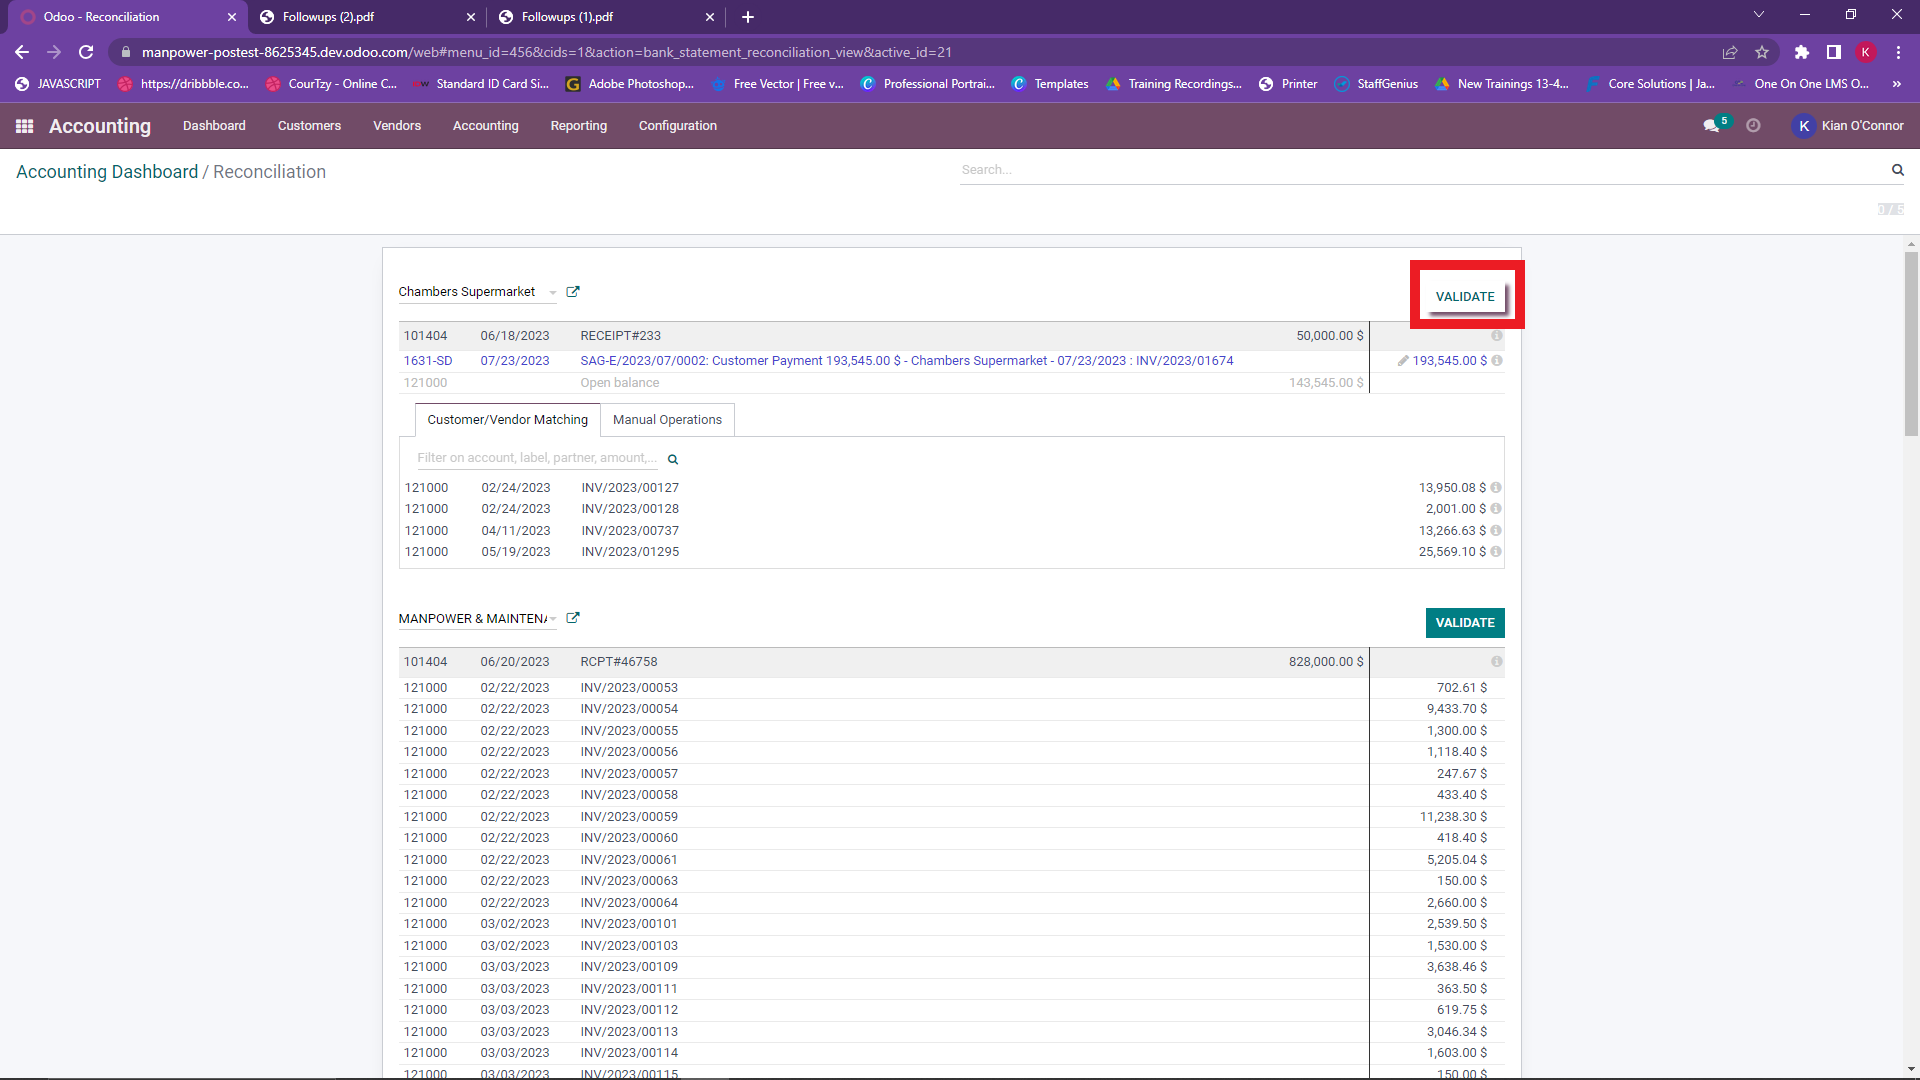 Odoo - Reconciliation
Followups (2).pdf
Followups (1).pdf
manpower-postest-8625345.dev.odoo.com/web#menu_id=456&cids=1&action=bank_statement_reconciliation_view&active_id=21
K
JAVASCRIPT
https://dribbble.co...
CourTzy - Online C...
Standard ID Card Si...
G
Adobe Photoshop...
Free Vector | Free v...
Professional Portrai...
Templates
Training Recordings...
Printer
StaffGenius
New Trainings 13-4...
Core Solutions | Ja...
One On One LMS O...
»
Accounting
Dashboard
Customers
Vendors
Accounting
Reporting
Configuration
5
K
Kian O'Connor
Accounting Dashboard / Reconciliation
Search...
0 / 5
Chambers Supermarket
VALIDATE
101404 06/18/2023 RECEIPT#233 50,000.00 $
1631-SD 07/23/2023 SAG-E/2023/07/0002: Customer Payment 193,545.00 $ - Chambers Supermarket - 07/23/2023 : INV/2023/01674 193,545.00 $
121000 Open balance 143,545.00 $
Customer/Vendor Matching
Manual Operations
Filter on account, label, partner, amount,...
121000 02/24/2023 INV/2023/00127 13,950.08 $
121000 02/24/2023 INV/2023/00128 2,001.00 $
121000 04/11/2023 INV/2023/00737 13,266.63 $
121000 05/19/2023 INV/2023/01295 25,569.10 $
MANPOWER & MAINTEN
VALIDATE
101404 06/20/2023 RCPT#46758 828,000.00 $
121000 02/22/2023 INV/2023/00053 702.61 $
121000 02/22/2023 INV/2023/00054 9,433.70 $
121000 02/22/2023 INV/2023/00055 1,300.00 $
121000 02/22/2023 INV/2023/00056 1,118.40 $
121000 02/22/2023 INV/2023/00057 247.67 $
121000 02/22/2023 INV/2023/00058 433.40 $
121000 02/22/2023 INV/2023/00059 11,238.30 $
121000 02/22/2023 INV/2023/00060 418.40 $
121000 02/22/2023 INV/2023/00061 5,205.04 $
121000 02/22/2023 INV/2023/00063 150.00 $
121000 02/22/2023 INV/2023/00064 2,660.00 $
121000 03/02/2023 INV/2023/00101 2,539.50 $
121000 03/02/2023 INV/2023/00103 1,530.00 $
121000 03/03/2023 INV/2023/00109 3,638.46 $
121000 03/03/2023 INV/2023/00111 363.50 $
121000 03/03/2023 INV/2023/00112 619.75 $
121000 03/03/2023 INV/2023/00113 3,046.34 $
121000 03/03/2023 INV/2023/00114 1,603.00 $
121000 03/03/2023 INV/2023/00115 150.00 $